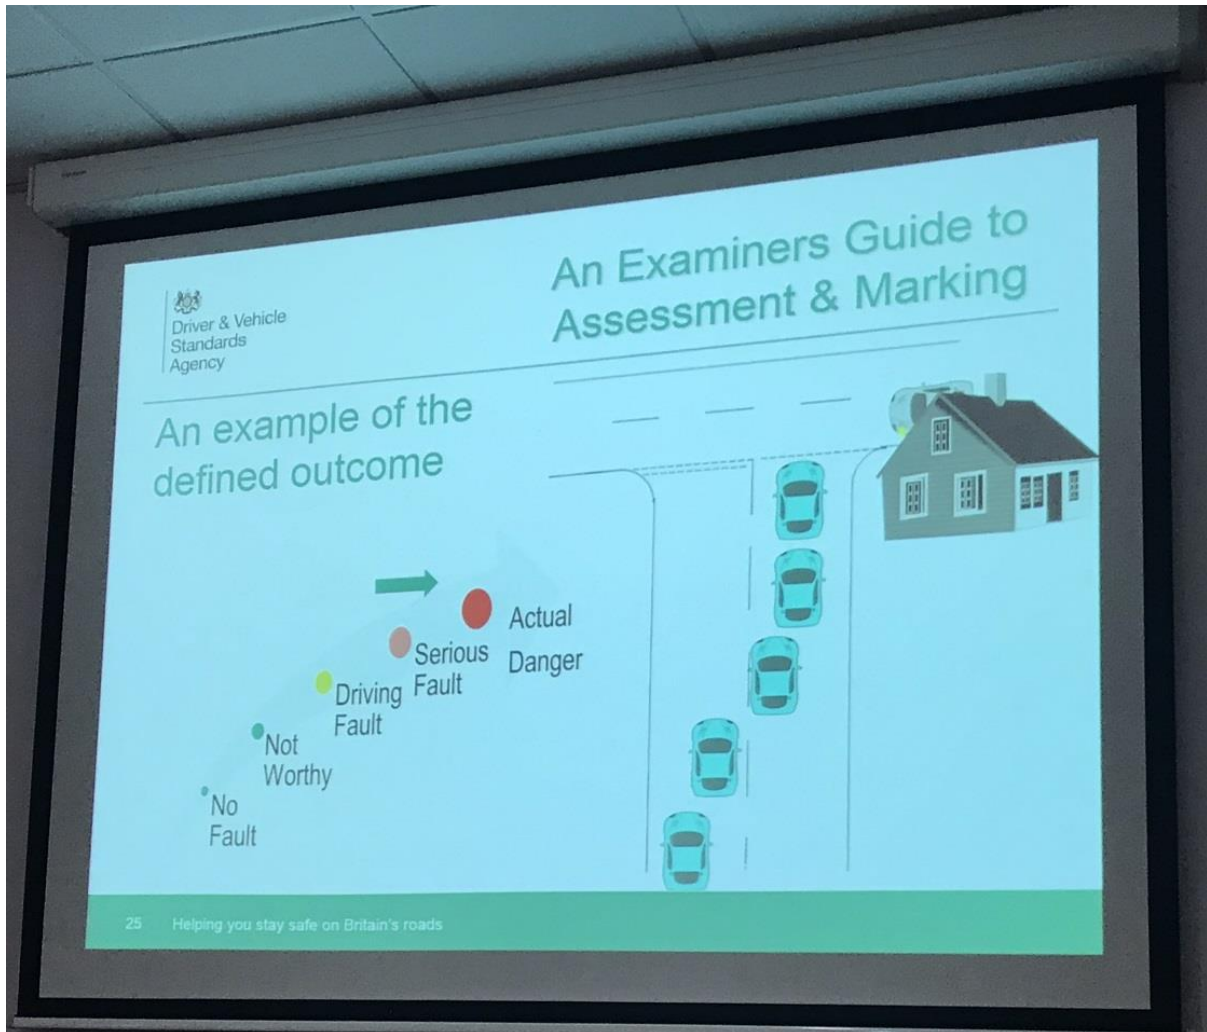 Driver & Vehicle
Standards
Agency
An Examiners Guide to
Assessment & Marking
An example of the
defined outcome
Actual
Danger
Serious
Fault
Driving
Fault
Not
Worthy
No
Fault
25 Helping you stay safe on Britain's roads